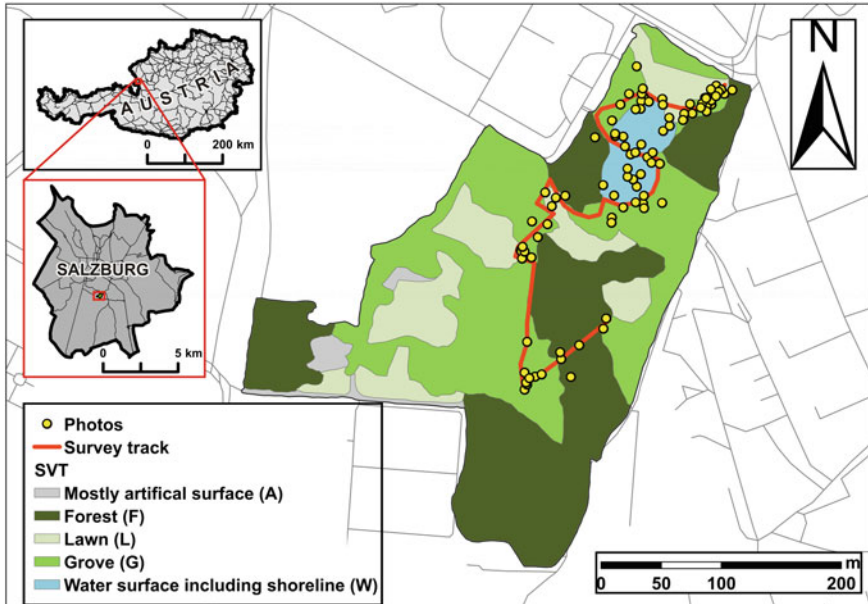 AUSTRIA
0 200 km
SALZBURG
0 5 km
N
Photos
Survey track
SVT
Mostly artifical surface (A)
Forest (F)
Lawn (L)
Grove (G)
Water surface including shoreline (W)
m
0 50 100 200